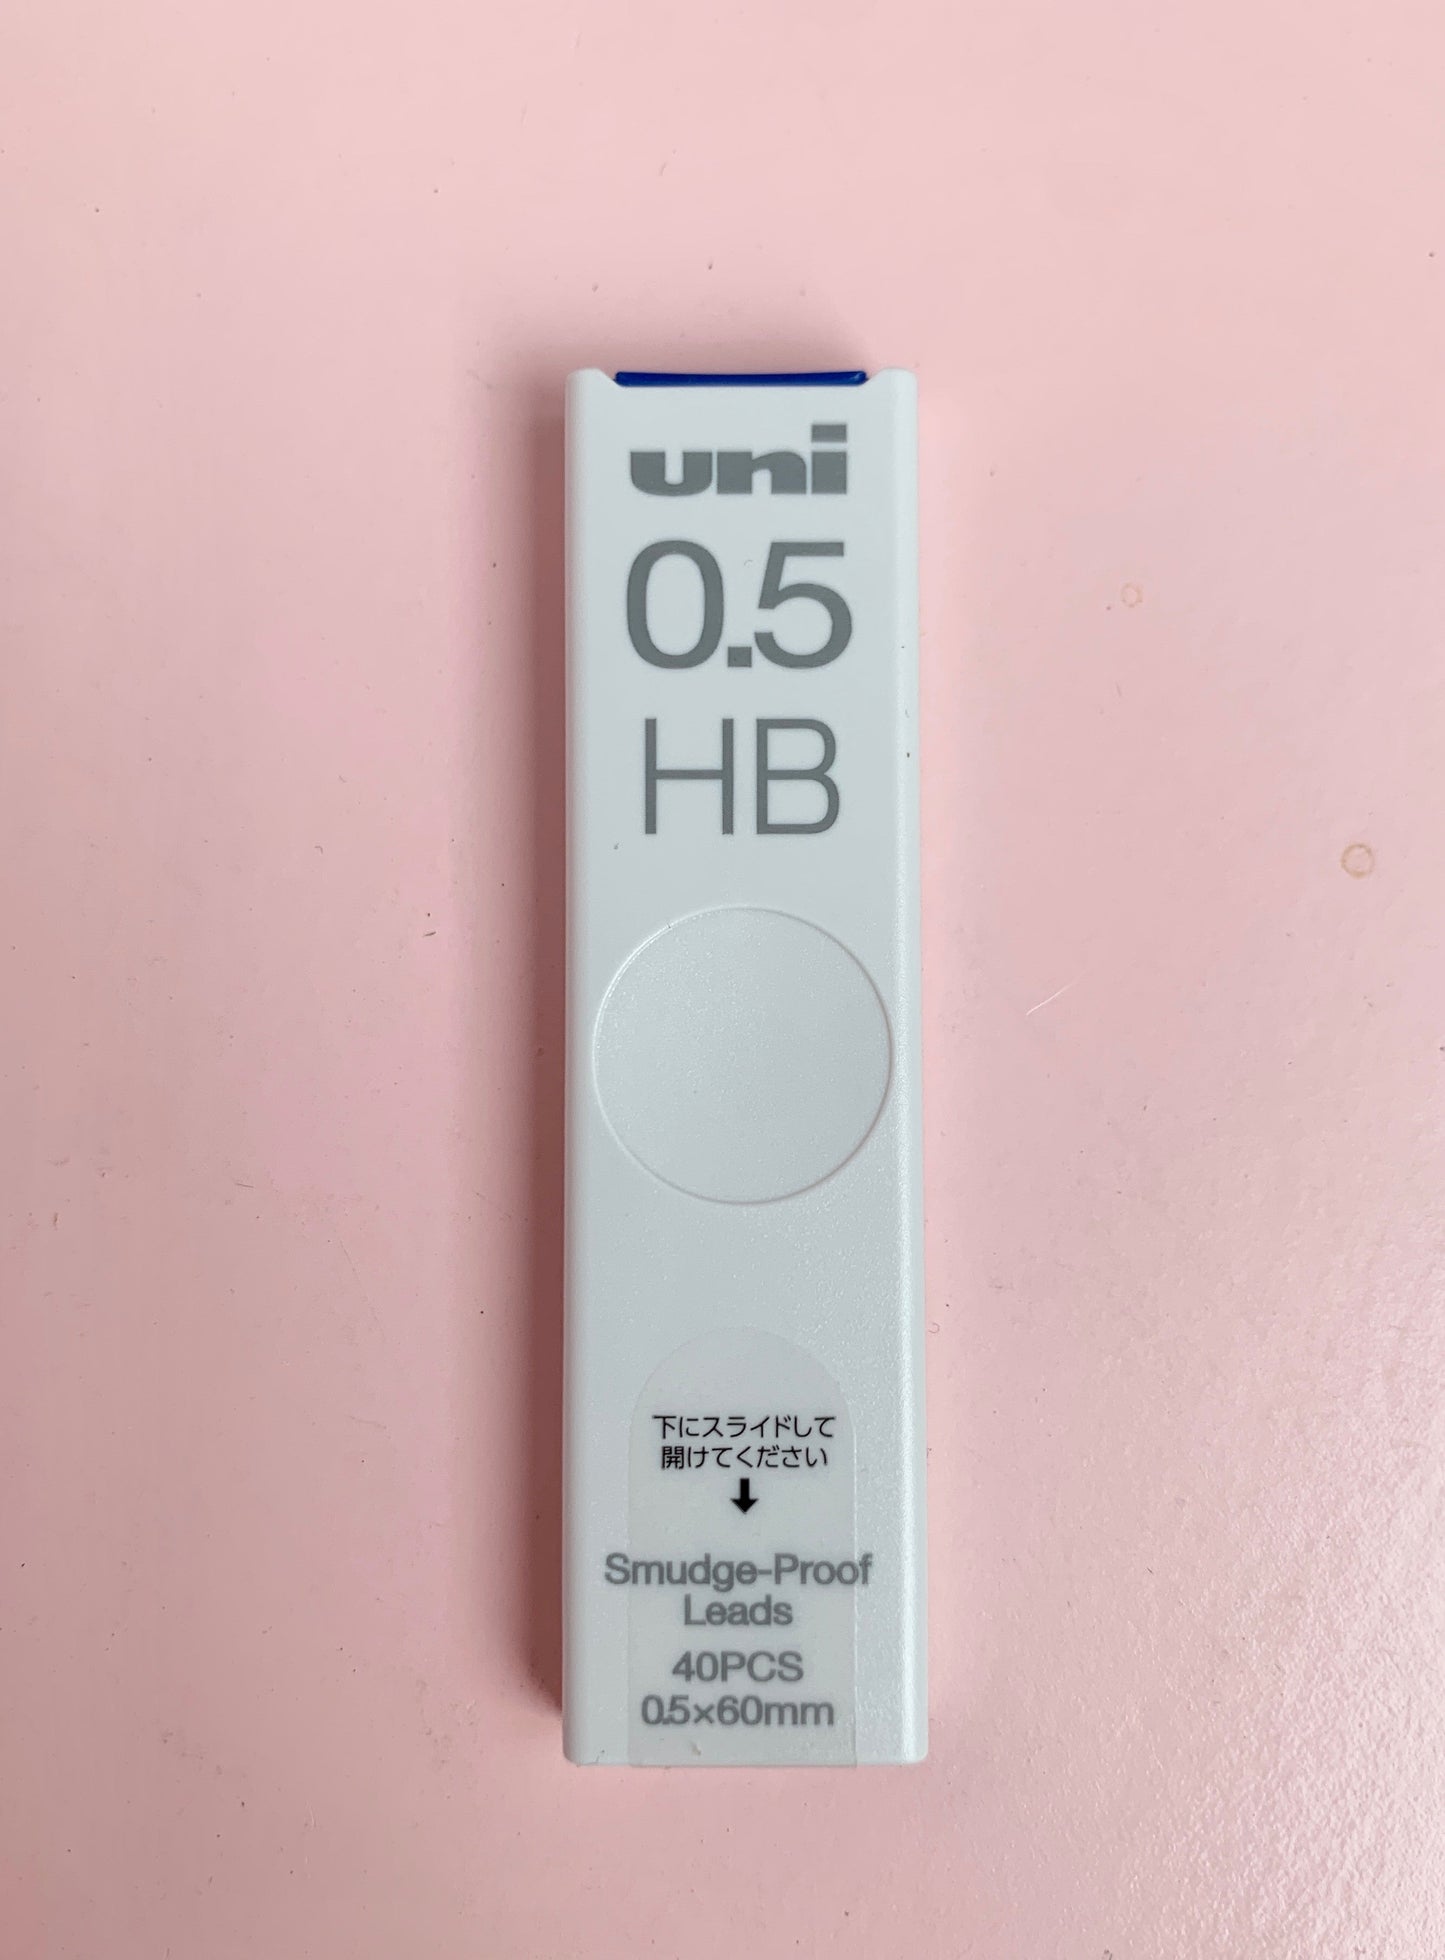 uni
0.5
HB
下にスライドして
開けてください
↓
Smudge-Proof
Leads
40PCS
0.5×60mm